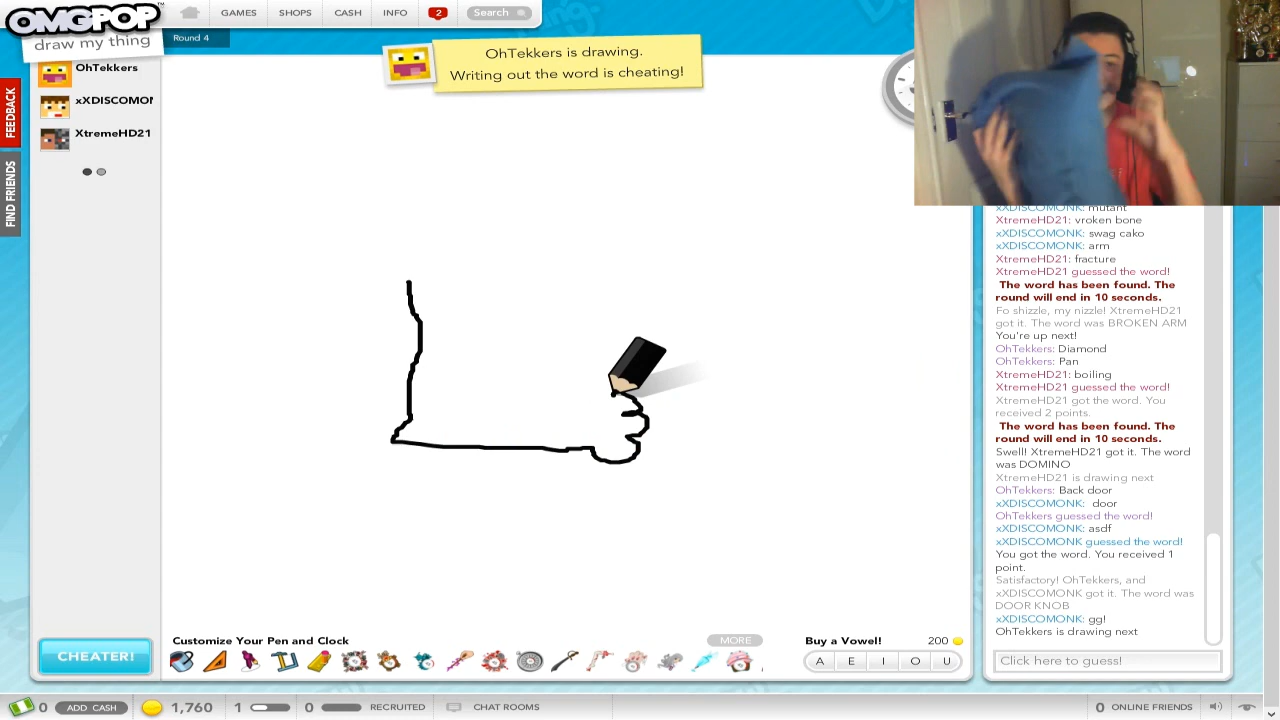 OMGPOP
draw my thing
GAMES
SHOPS
CASH
INFO
2
Search
Round 4
OhTekkers is drawing.
Writing out the word is cheating!
FEEDBACK
FIND FRIENDS
OhTekkers
xXDISCOMON
XtremeHD21
xXDISCOMONK: mutant
XtremeHD21: vroken bone
xXDISCOMONK: swag cako
xXDISCOMONK: arm
XtremeHD21: fracture
XtremeHD21 guessed the word!
The word has been found. The
round will end in 10 seconds.
Fo shizzle, my nizzle! XtremeHD21
got it. The word was BROKEN ARM
You're up next!
OhTekkers: Diamond
OhTekkers: Pan
XtremeHD21: boiling
XtremeHD21 guessed the word!
XtremeHD21 got the word. You
received 2 points.
The word has been found. The
round will end in 10 seconds.
Swell! XtremeHD21 got it. The word
was DOMINO
XtremeHD21 is drawing next
OhTekkers: Back door
xXDISCOMONK: door
OhTekkers guessed the word!
xXDISCOMONK: asdf
xXDISCOMONK guessed the word!
You got the word. You received 1
point.
Satisfactory! OhTekkers, and
xXDISCOMONK got it. The word was
DOOR KNOB
xXDISCOMONK: gg!
OhTekkers is drawing next
Click here to guess!
CHEATER!
Customize Your Pen and Clock
MORE
Buy a Vowel!
200
A E I O U
0
ADD CASH
1,760
1
0
RECRUITED
CHAT ROOMS
0 ONLINE FRIENDS